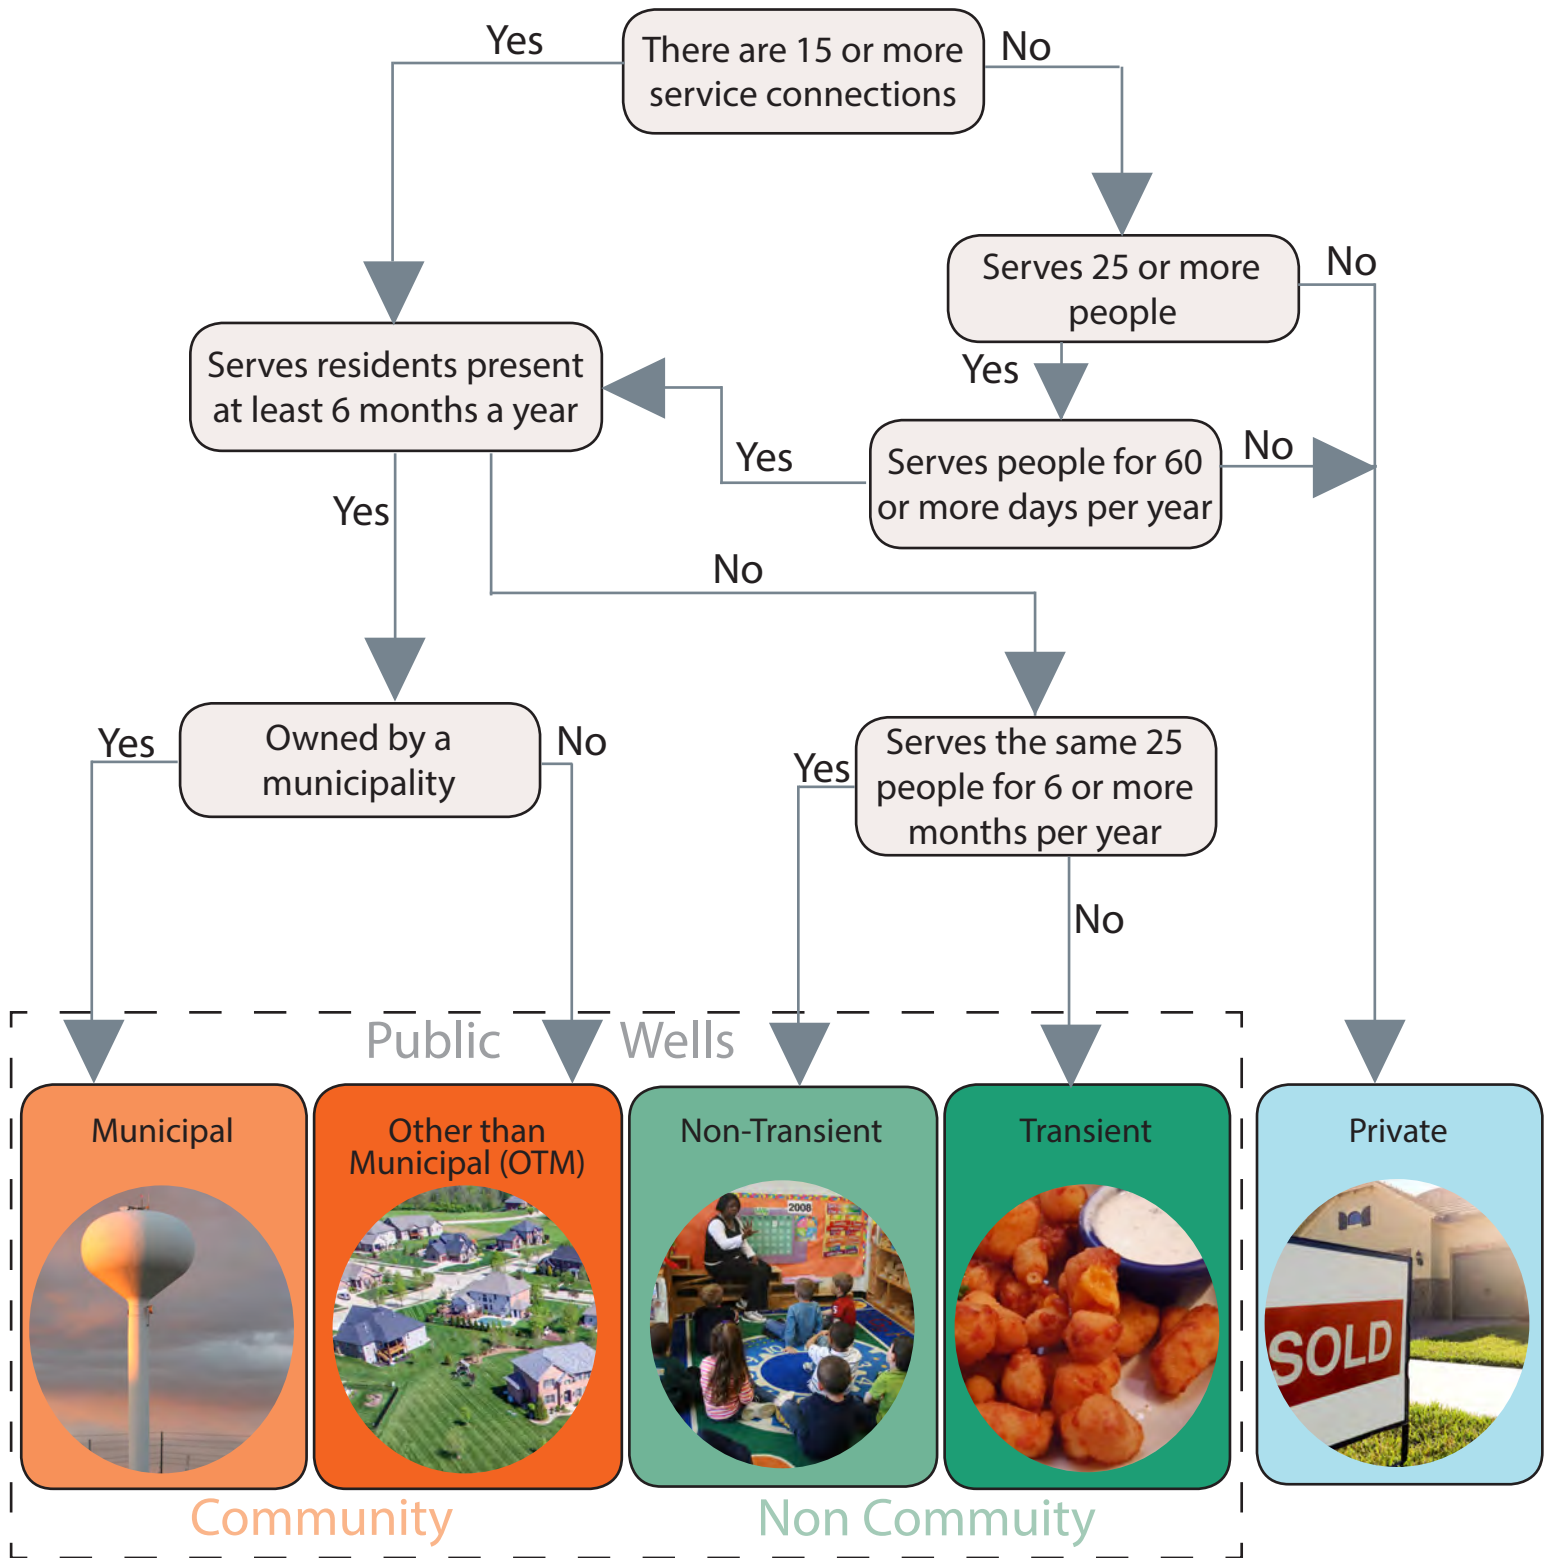 Yes
There are 15 or more
service connections
No
Serves 25 or more
people
No
Serves residents present
at least 6 months a year
Yes
Yes
Serves people for 60
or more days per year
No
Yes
No
Yes
Owned by a
municipality
No
Yes
Serves the same 25
people for 6 or more
months per year
No
Public Wells
Municipal
Other than
Municipal (OTM)
Non-Transient
Transient
Private
2008
SOLD
Community
Non Commuity